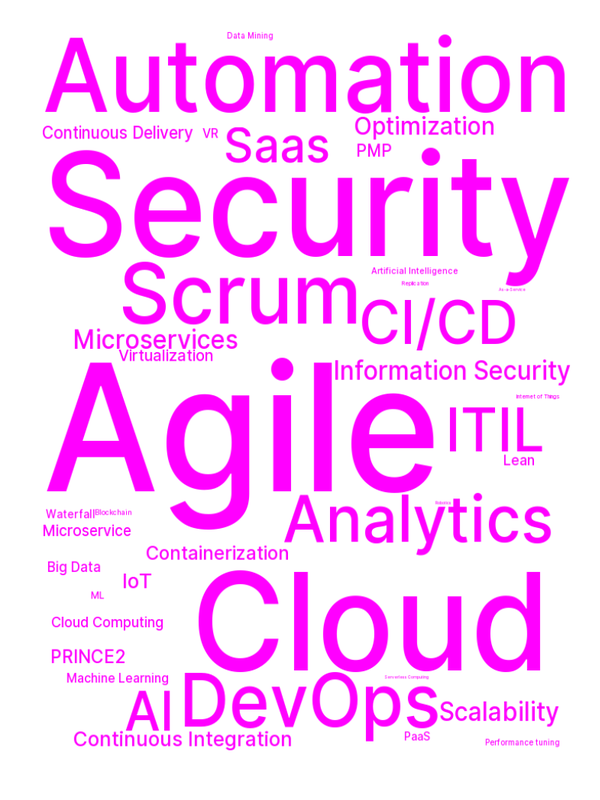 Data Mining
Automation
Continuous Delivery
VR
Saas
Optimization
PMP
Security
Scrum
Artificial Intelligence
Replication
CI/CD
Microservices
Virtualization
Information Security
Agile
Internet of Things
ITIL
Lean
Analytics
Waterfall
Blockchain
Microservice
Containerization
Big Data
IoT
ML
Cloud
Cloud Computing
PRINCE2
Machine Learning
Serverless Computing
AI
DevOps
Scalability
Continuous Integration
PaaS
Performance tuning